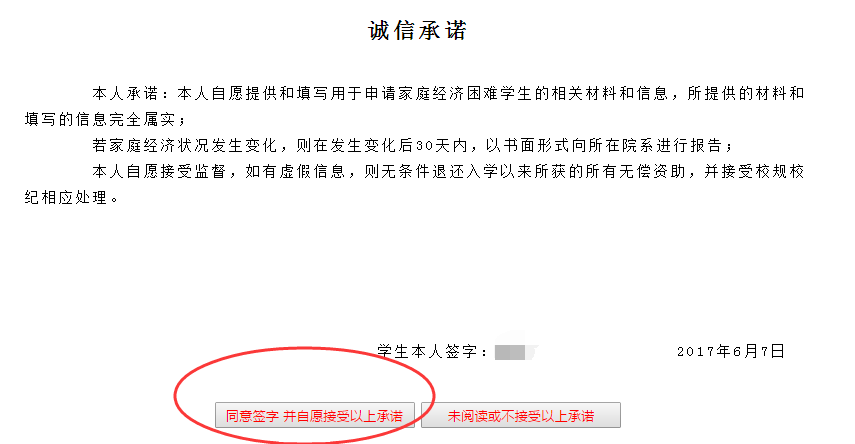 诚信承诺
本人承诺：本人自愿提供和填写用于申请家庭经济困难学生的相关材料和信息，所提供的材料和
填写的信息完全属实；
若家庭经济状况发生变化，则在发生变化后30天内，以书面形式向所在院系进行报告；
本人自愿接受监督，如有虚假信息，则无条件退还入学以来所获的所有无偿资助，并接受校规校
纪相应处理。
学生本人签字： 2017年6月7日
同意签字 并自愿接受以上承诺 未阅读或不接受以上承诺